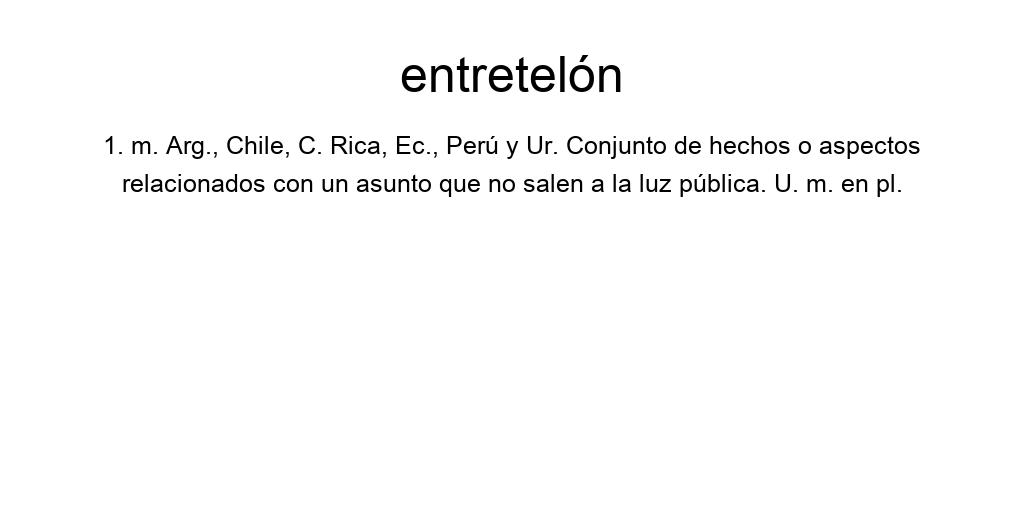 entretelón
1. m. Arg., Chile, C. Rica, Ec., Perú y Ur. Conjunto de hechos o aspectos
relacionados con un asunto que no salen a la luz pública. U. m. en pl.